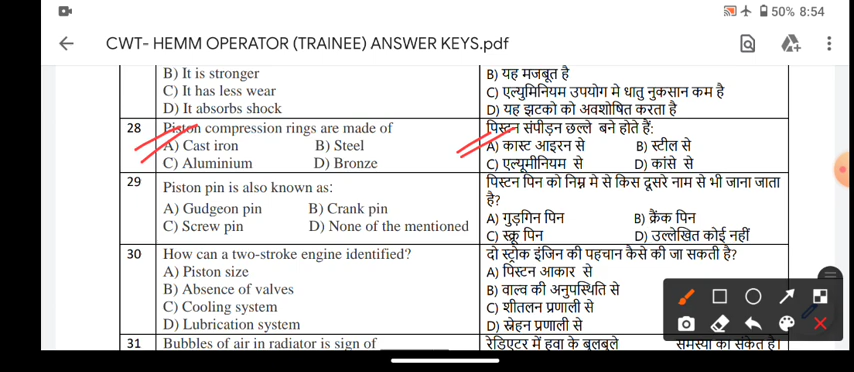 50% 8:54
CWT- HEMM OPERATOR (TRAINEE) ANSWER KEYS.pdf
B) It is stronger
C) It has less wear
D) It absorbs shock
B) यह मजबूत है
C) एल्युमिनियम उपयोग मे धातु नुकसान कम है
D) यह झटको को अवशोषित करता है
28
Piston compression rings are made of
A) Cast iron B) Steel
C) Aluminium D) Bronze
पिस्टन संपीड़न छल्ले बने होते हैं:
A) कास्ट आइरन से B) स्टील से
C) एल्यूमीनियम से D) कांसे से
29
Piston pin is also known as:
A) Gudgeon pin B) Crank pin
C) Screw pin D) None of the mentioned
पिस्टन पिन को निम्न मे से किस दूसरे नाम से भी जाना जाता
है?
A) गुड़गिन पिन B) क्रैंक पिन
C) स्क्रू पिन D) उल्लेखित कोई नहीं
30
How can a two-stroke engine identified?
A) Piston size
B) Absence of valves
C) Cooling system
D) Lubrication system
दो स्ट्रोक इंजिन की पहचान कैसे की जा सकती है?
A) पिस्टन आकार से
B) वाल्व की अनुपस्थिति से
C) शीतलन प्रणाली से
D) स्नेहन प्रणाली से
31
Bubbles of air in radiator is sign of
रेडिएटर में हवा के बुलबुले समस्या का संकेत है।